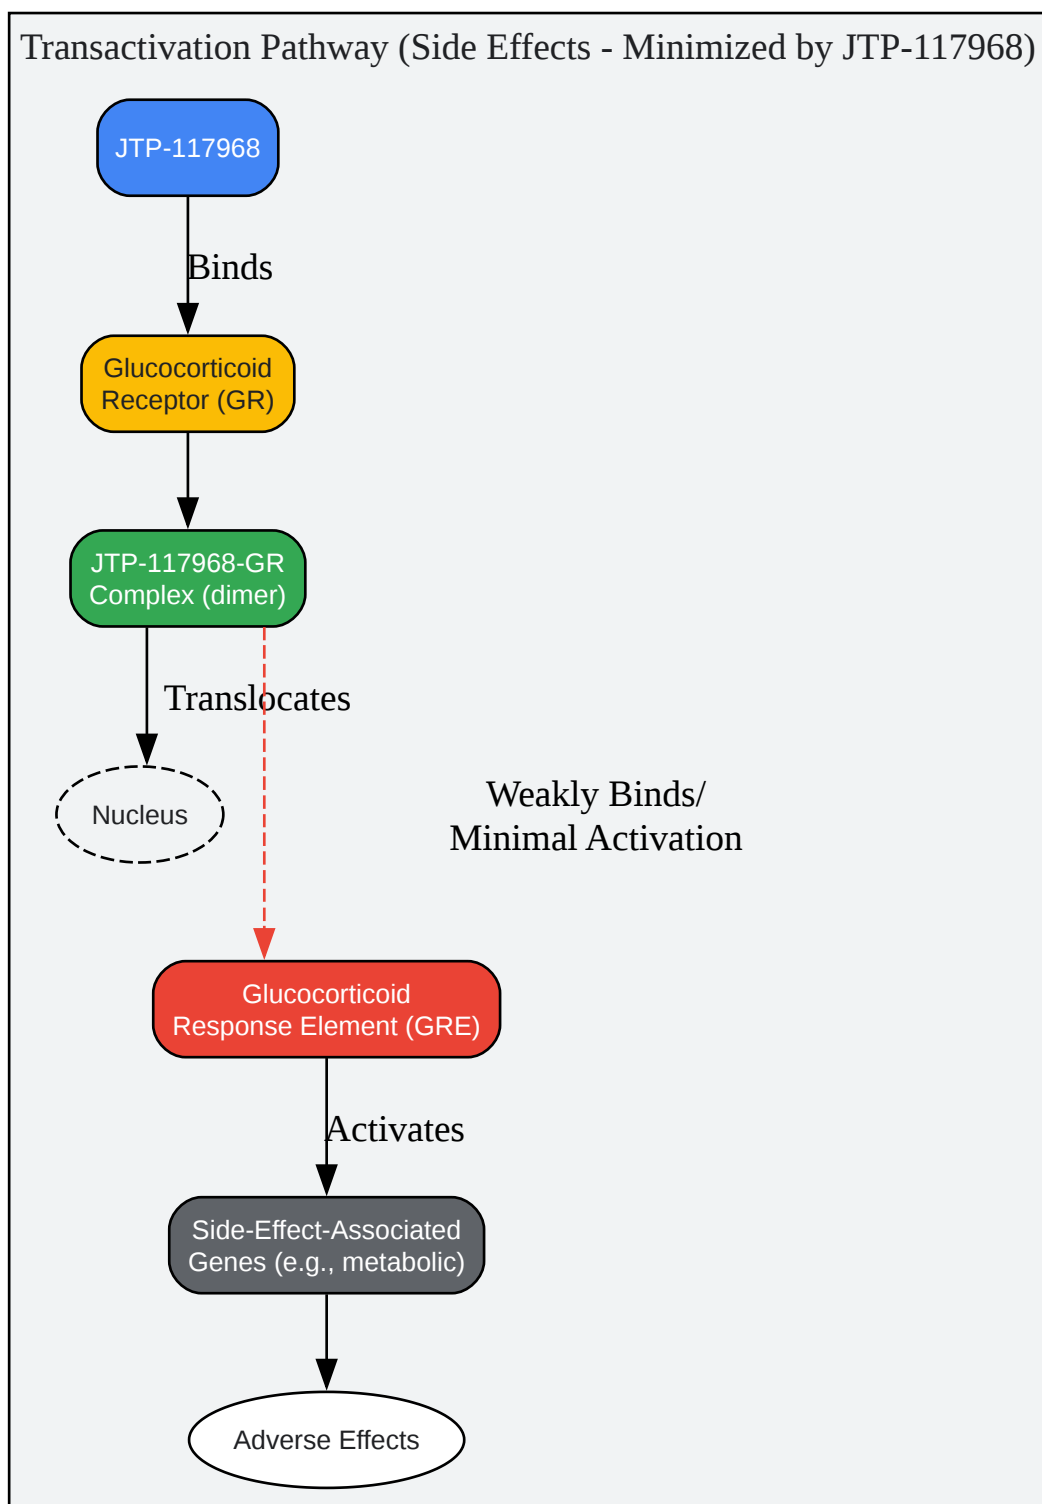 Transactivation Pathway (Side Effects - Minimized by JTP-117968)
JTP-117968
Binds
Glucocorticoid
Receptor (GR)
JTP-117968-GR
Complex (dimer)
Translocates
Nucleus
Weakly Binds/
Minimal Activation
Glucocorticoid
Response Element (GRE)
Activates
Side-Effect-Associated
Genes (e.g., metabolic)
Adverse Effects